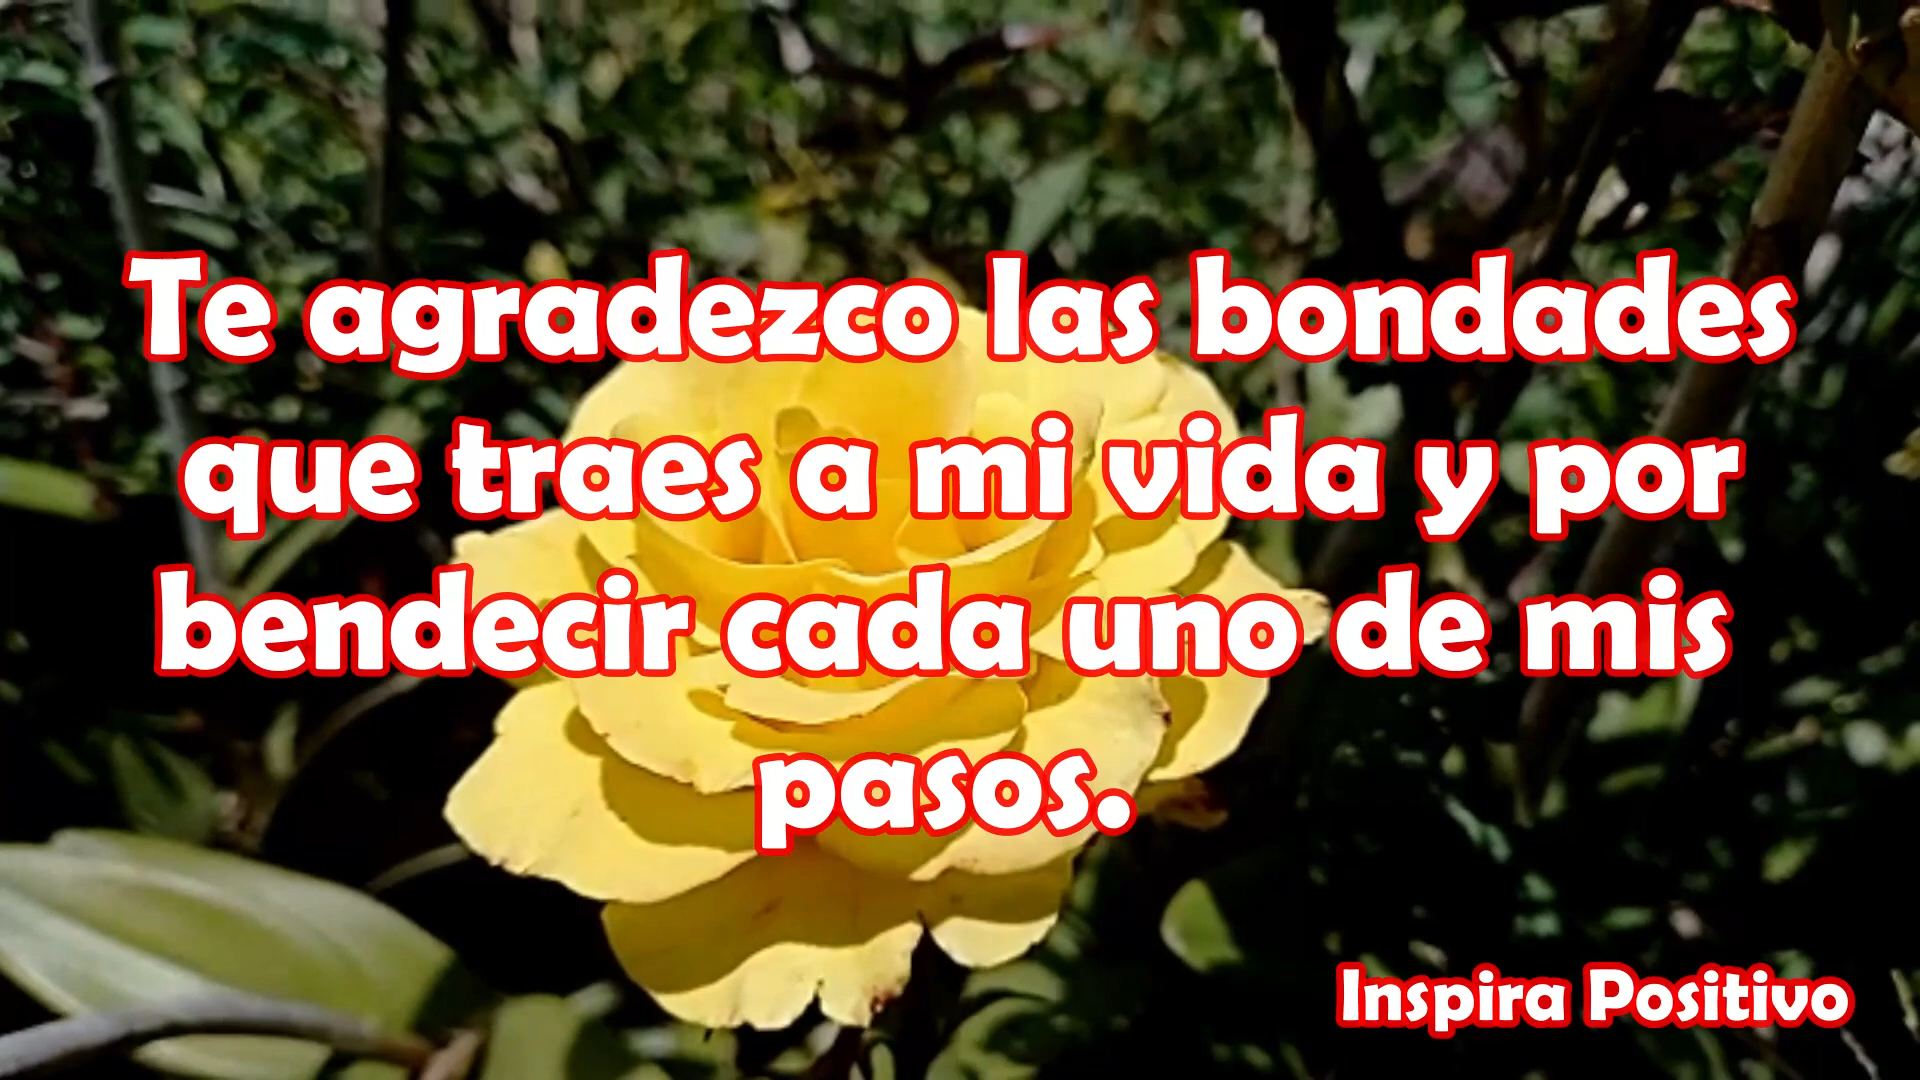 Te agradezco las bondades
que traes a mi vida y por
bendecir cada uno de mis
pasos.
Inspira Positivo